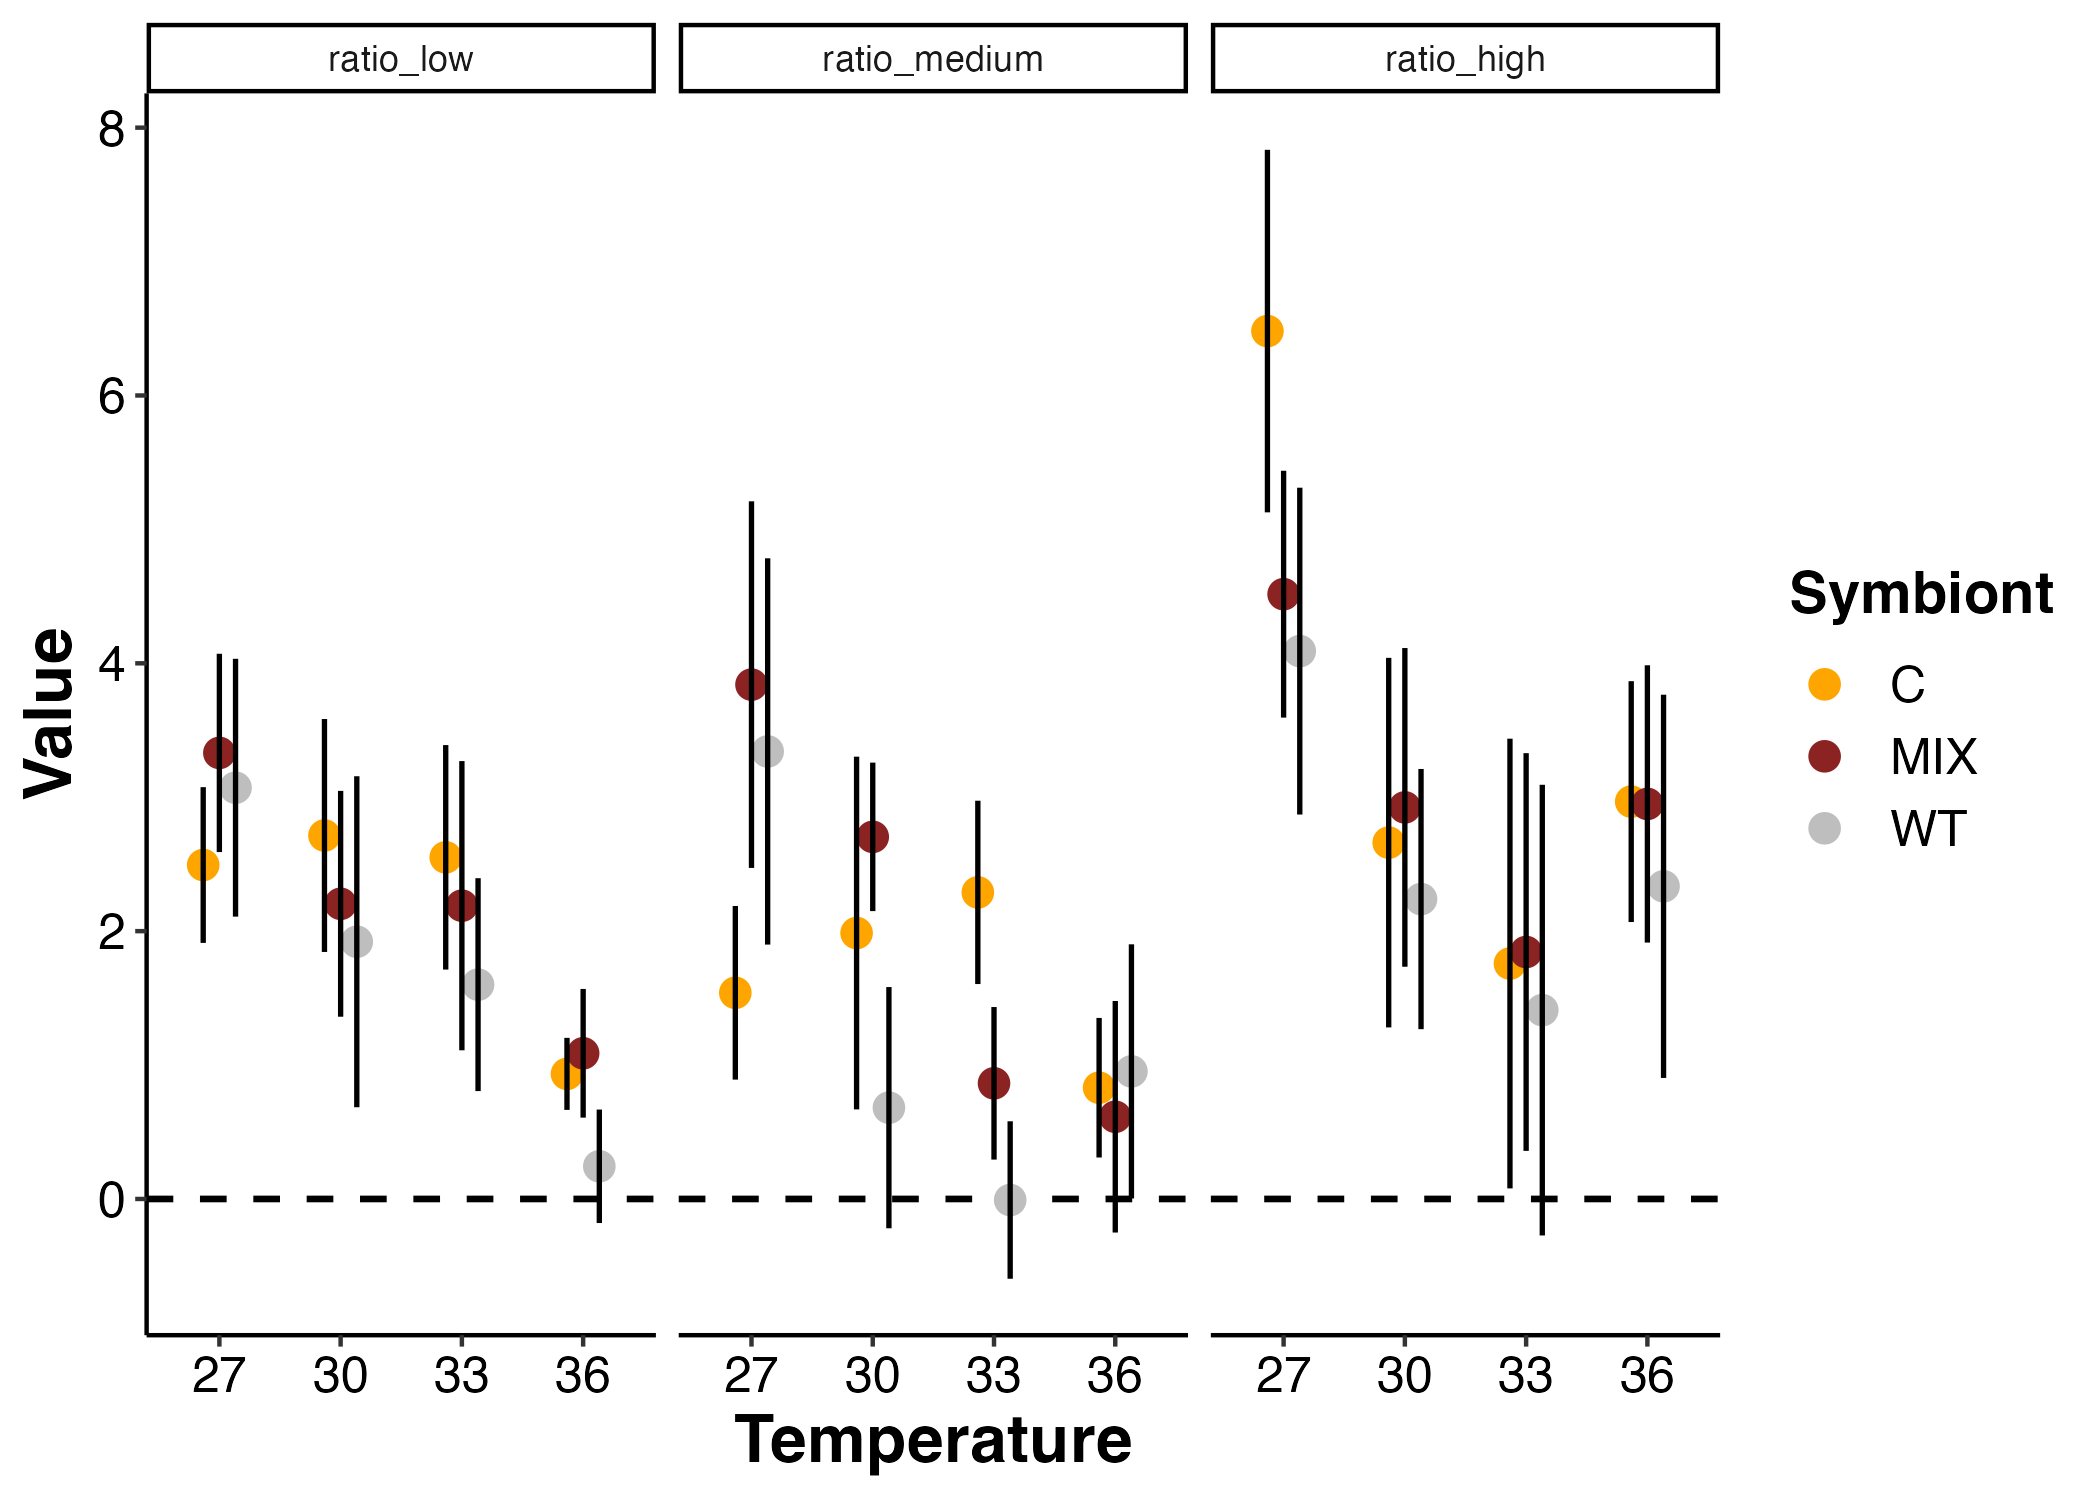 ratio_low ratio_medium ratio_high
8
6
4
2
0
Value
27 30 33 36 27 30 33 36 27 30 33 36
Temperature
Symbiont
C
MIX
WT